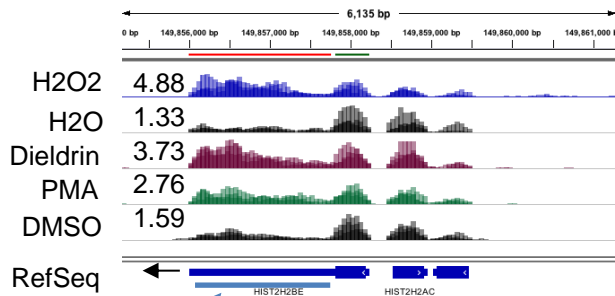 6,135 bp
0 bp 149,856,000 bp 149,857,000 bp 149,858,000 bp 149,859,000 bp 149,860,000 bp 149,861,000 bp
H2O2 4.88
H2O 1.33
Dieldrin 3.73
PMA 2.76
DMSO 1.59
RefSeq
HIST2H2BE HIST2H2AC